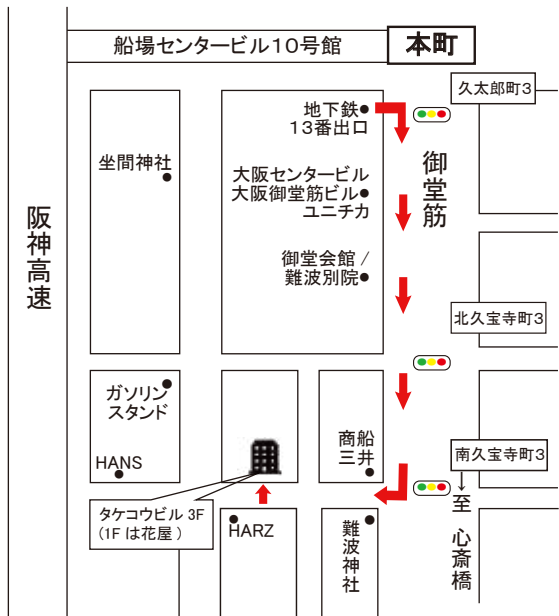 船場センタービル10号館
本町
久太郎町3
地下鉄
13番出口
御堂筋
坐間神社
大阪センタービル
大阪御堂筋ビル
ユニチカ
阪神高速
御堂会館 /
難波別院
北久宝寺町3
ガソリン
スタンド
商船
三井
HANS
南久宝寺町3
↓至 心斎橋
タケコウビル 3F
(1F は花屋 )
HARZ
難波神社